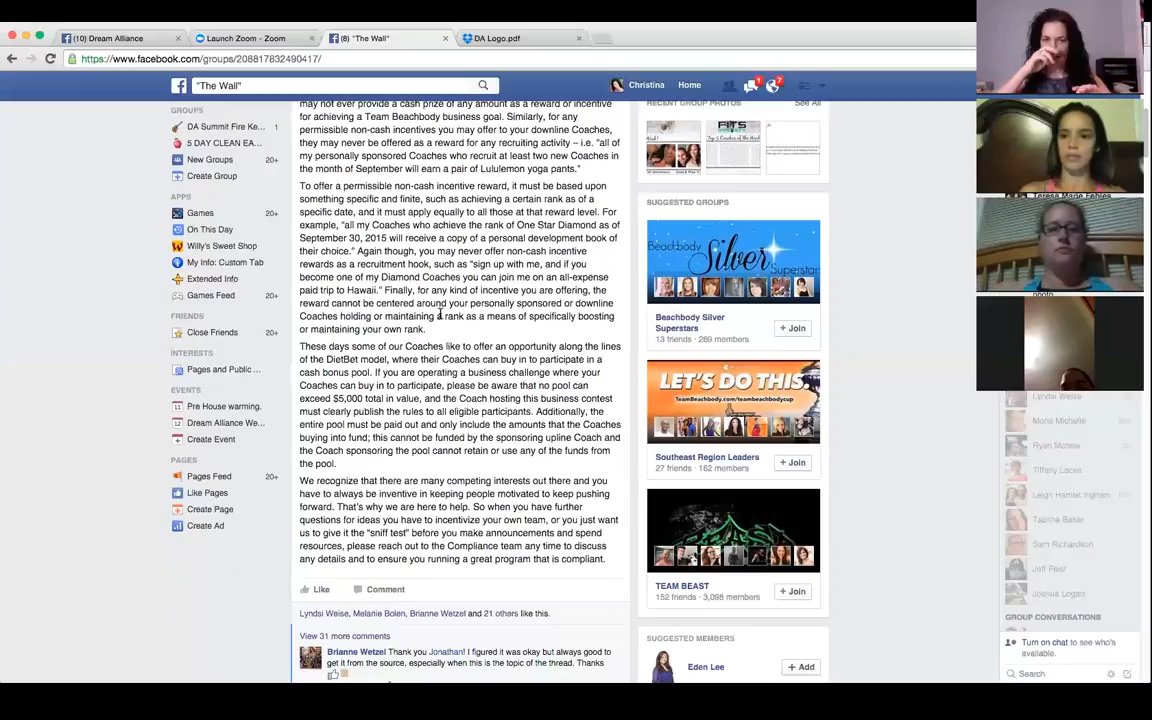 (10) Dream Alliance
Launch Zoom - Zoom
(8) "The Wall"
DA Logo.pdf
https://www.facebook.com/groups/208817832490417/
"The Wall"
Christina
Home
1
7
GROUPS
DA Summit Fire Ke... 1
5 DAY CLEAN EA...
New Groups 20+
Create Group
APPS
Games 20+
On This Day
Willy's Sweet Shop
My Info: Custom Tab
Extended Info
Games Feed 20+
FRIENDS
Close Friends 20+
INTERESTS
Pages and Public ...
EVENTS
11 Pre House warming.
12 Dream Alliance We...
Create Event
PAGES
Pages Feed 20+
Like Pages
Create Page
Create Ad
may not ever provide a cash prize of any amount as a reward or incentive
for achieving a Team Beachbody business goal. Similarly, for any
permissible non-cash incentives you may offer to your downline Coaches,
they may never be offered as a reward for any recruiting activity – i.e. "all of
my personally sponsored Coaches who recruit at least two new Coaches in
the month of September will earn a pair of Lululemon yoga pants."
To offer a permissible non-cash incentive reward, it must be based upon
something specific and finite, such as achieving a certain rank as of a
specific date, and it must apply equally to all those at that reward level. For
example, "all my Coaches who achieve the rank of One Star Diamond as of
September 30, 2015 will receive a copy of a personal development book of
their choice." Again though, you may never offer non-cash incentive
rewards as a recruitment hook, such as "sign up with me, and if you
become one of my Diamond Coaches you can join me on an all-expense
paid trip to Hawaii." Finally, for any kind of incentive you are offering, the
reward cannot be centered around your personally sponsored or downline
Coaches holding or maintaining a rank as a means of specifically boosting
or maintaining your own rank.
These days some of our Coaches like to offer an opportunity along the lines
of the DietBet model, where their Coaches can buy in to participate in a
cash bonus pool. If you are operating a business challenge where your
Coaches can buy in to participate, please be aware that no pool can
exceed $5,000 total in value, and the Coach hosting this business contest
must clearly publish the rules to all eligible participants. Additionally, the
entire pool must be paid out and only include the amounts that the Coaches
buying into fund; this cannot be funded by the sponsoring upline Coach and
the Coach sponsoring the pool cannot retain or use any of the funds from
the pool.
We recognize that there are many competing interests out there and you
have to always be inventive in keeping people motivated to keep pushing
forward. That's why we are here to help. So when you have further
questions for ideas you have to incentivize your own team, or you just want
us to give it the "sniff test" before you make announcements and spend
resources, please reach out to the Compliance team any time to discuss
any details and to ensure you running a great program that is compliant.
Like Comment
Lyndsi Weise, Melanie Bolen, Brianne Wetzel and 21 others like this.
View 31 more comments
Brianne Wetzel Thank you Jonathan! I figured it was okay but always good to
get it from the source, especially when this is the topic of the thread. Thanks
RECENT GROUP PHOTOS See All
SUGGESTED GROUPS
Beachbody
Silver
Superstars
Beachbody Silver
Superstars
13 friends · 269 members
+ Join
LET'S DO THIS.
TeamBeachbody.com/teambeachbodycup
Southeast Region Leaders
27 friends · 162 members
+ Join
TEAM BEAST
152 friends · 3,098 members
+ Join
SUGGESTED MEMBERS
Eden Lee
+ Add
Teresa Marie Febles
photo
Lyndsi Weise
Mona Michelle
Ryan Mcnew
Tiffany Locke
Leigh Hamlet Ingham
Tabitha Baker
Sam Richardson
Jeff Feist
Joshua Logan
GROUP CONVERSATIONS
Turn on chat to see who's
available.
Search